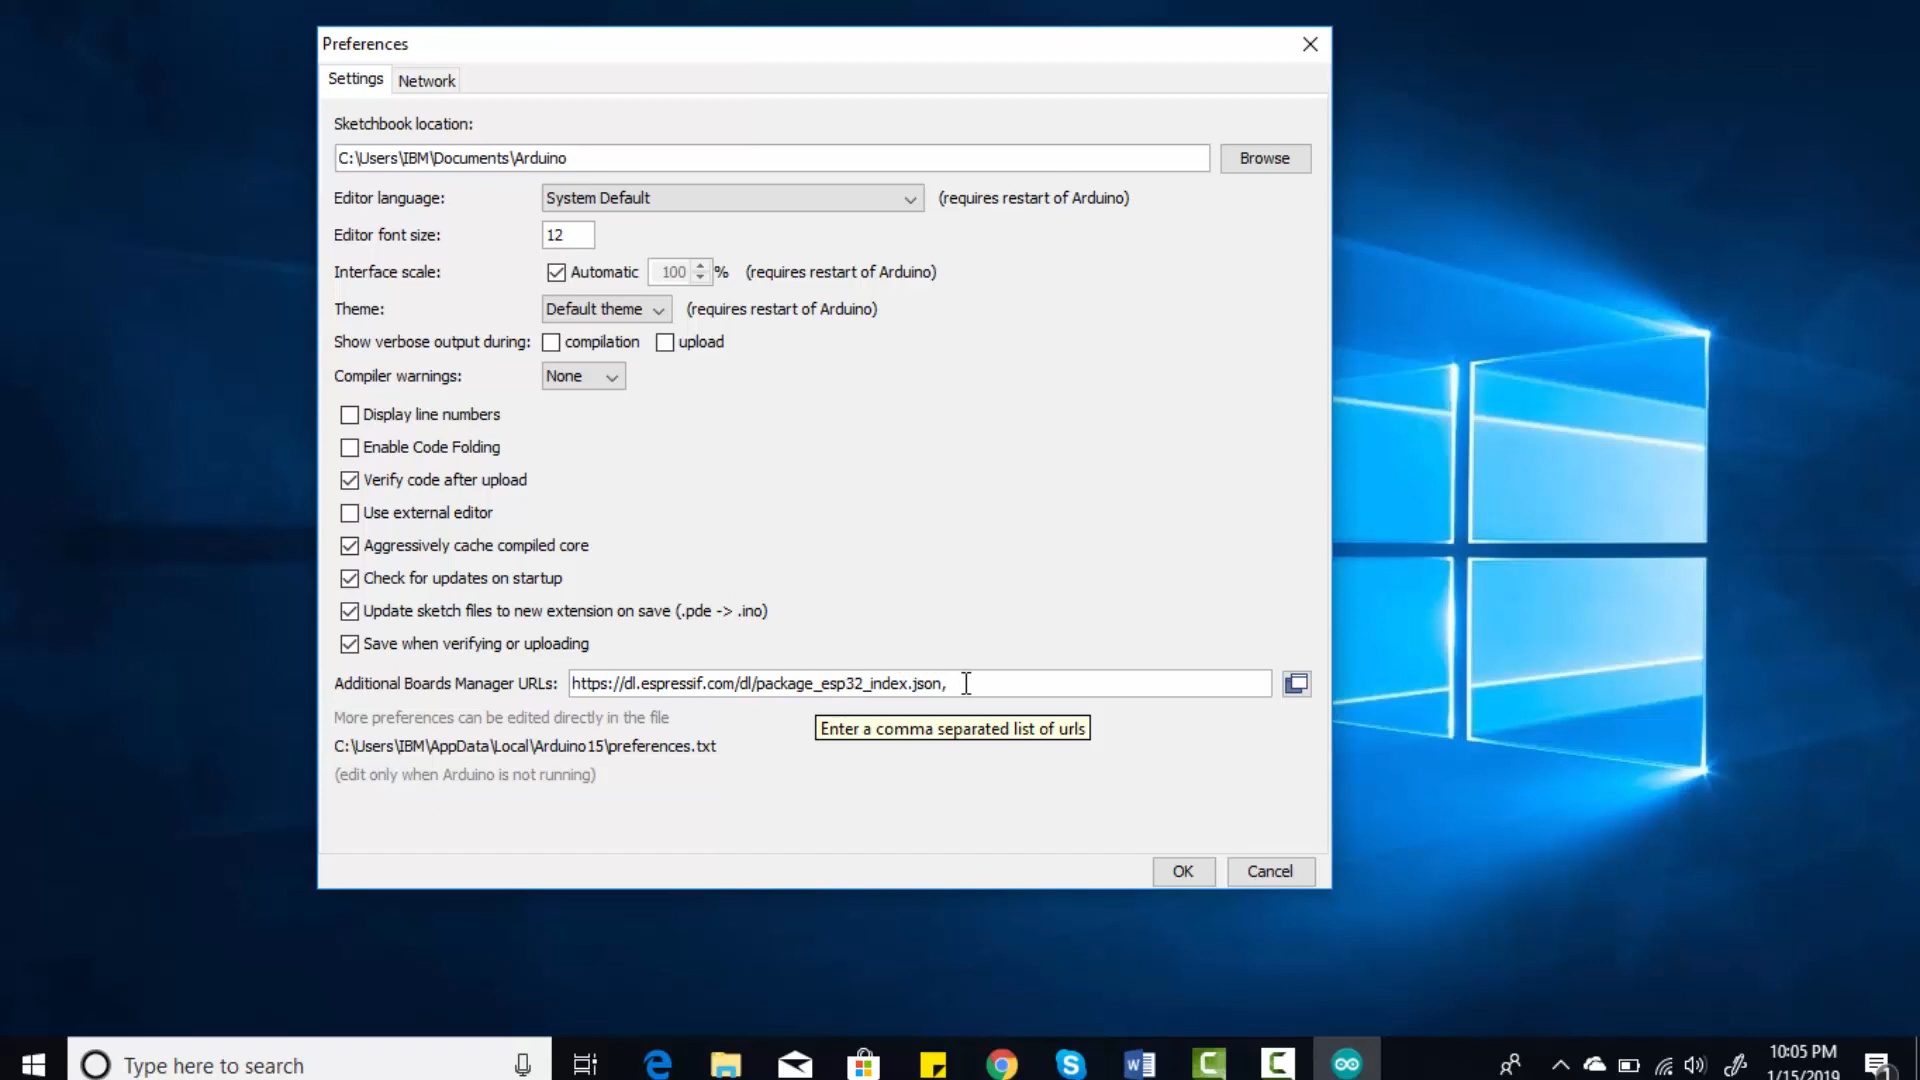 Preferences
Settings Network
Sketchbook location:
C:\Users\IBM\Documents\Arduino Browse
Editor language: System Default (requires restart of Arduino)
Editor font size: 12
Interface scale: Automatic 100 % (requires restart of Arduino)
Theme: Default theme (requires restart of Arduino)
Show verbose output during: compilation upload
Compiler warnings: None
Display line numbers
Enable Code Folding
Verify code after upload
Use external editor
Aggressively cache compiled core
Check for updates on startup
Update sketch files to new extension on save (.pde -> .ino)
Save when verifying or uploading
Additional Boards Manager URLs: https://dl.espressif.com/dl/package_esp32_index.json,
More preferences can be edited directly in the file
Enter a comma separated list of urls
C:\Users\IBM\AppData\Local\Arduino15\preferences.txt
(edit only when Arduino is not running)
OK Cancel
Type here to search
10:05 PM
1/15/2019